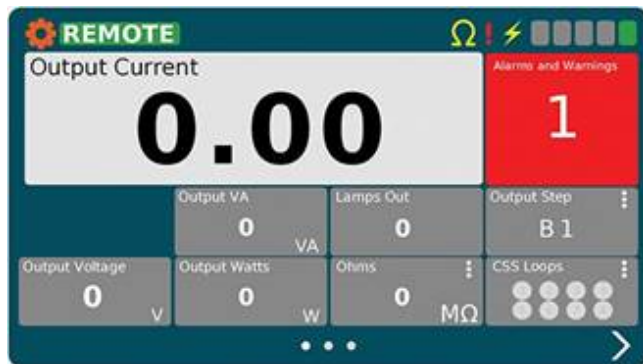 REMOTE Ω ! 
Output Current
0.00
Alarms and Warnings
1
Output VA
0
VA
Lamps Out
0
Output Step
B 1
Output Voltage
0
V
Output Watts
0
W
Ohms
0
MΩ
CSS Loops